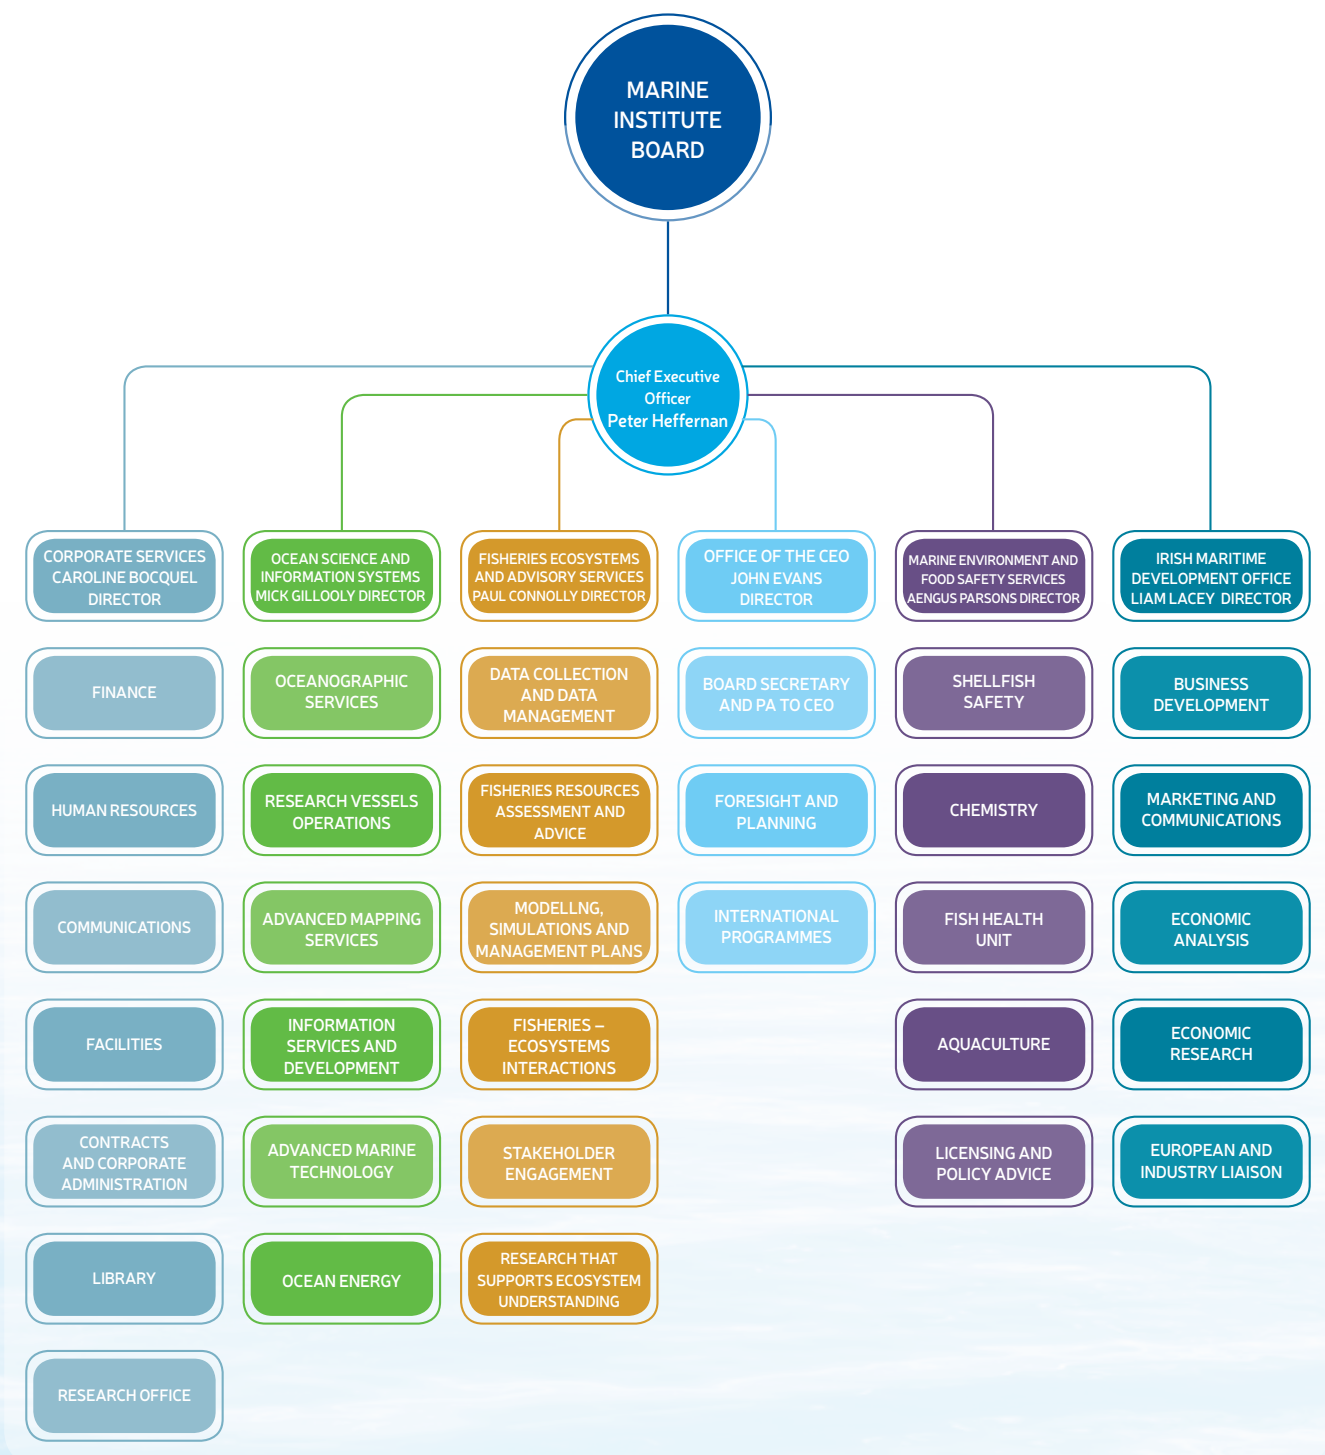 MARINE
INSTITUTE
BOARD
Chief Executive
Officer
Peter Heffernan
CORPORATE SERVICES
CAROLINE BOCQUEL
DIRECTOR
OCEAN SCIENCE AND
INFORMATION SYSTEMS
MICK GILLOOLY DIRECTOR
FISHERIES ECOSYSTEMS
AND ADVISORY SERVICES
PAUL CONNOLLY DIRECTOR
OFFICE OF THE CEO
JOHN EVANS
DIRECTOR
MARINE ENVIRONMENT AND
FOOD SAFETY SERVICES
AENGUS PARSONS DIRECTOR
IRISH MARITIME
DEVELOPMENT OFFICE
LIAM LACEY DIRECTOR
FINANCE
OCEANOGRAPHIC
SERVICES
DATA COLLECTION
AND DATA
MANAGEMENT
BOARD SECRETARY
AND PA TO CEO
SHELLFISH
SAFETY
BUSINESS
DEVELOPMENT
HUMAN RESOURCES
RESEARCH VESSELS
OPERATIONS
FISHERIES RESOURCES
ASSESSMENT AND
ADVICE
FORESIGHT AND
PLANNING
CHEMISTRY
MARKETING AND
COMMUNICATIONS
COMMUNICATIONS
ADVANCED MAPPING
SERVICES
MODELLNG,
SIMULATIONS AND
MANAGEMENT PLANS
INTERNATIONAL
PROGRAMMES
FISH HEALTH
UNIT
ECONOMIC
ANALYSIS
FACILITIES
INFORMATION
SERVICES AND
DEVELOPMENT
FISHERIES –
ECOSYSTEMS
INTERACTIONS
AQUACULTURE
ECONOMIC
RESEARCH
CONTRACTS
AND CORPORATE
ADMINISTRATION
ADVANCED MARINE
TECHNOLOGY
STAKEHOLDER
ENGAGEMENT
LICENSING AND
POLICY ADVICE
EUROPEAN AND
INDUSTRY LIAISON
LIBRARY
OCEAN ENERGY
RESEARCH THAT
SUPPORTS ECOSYSTEM
UNDERSTANDING
RESEARCH OFFICE